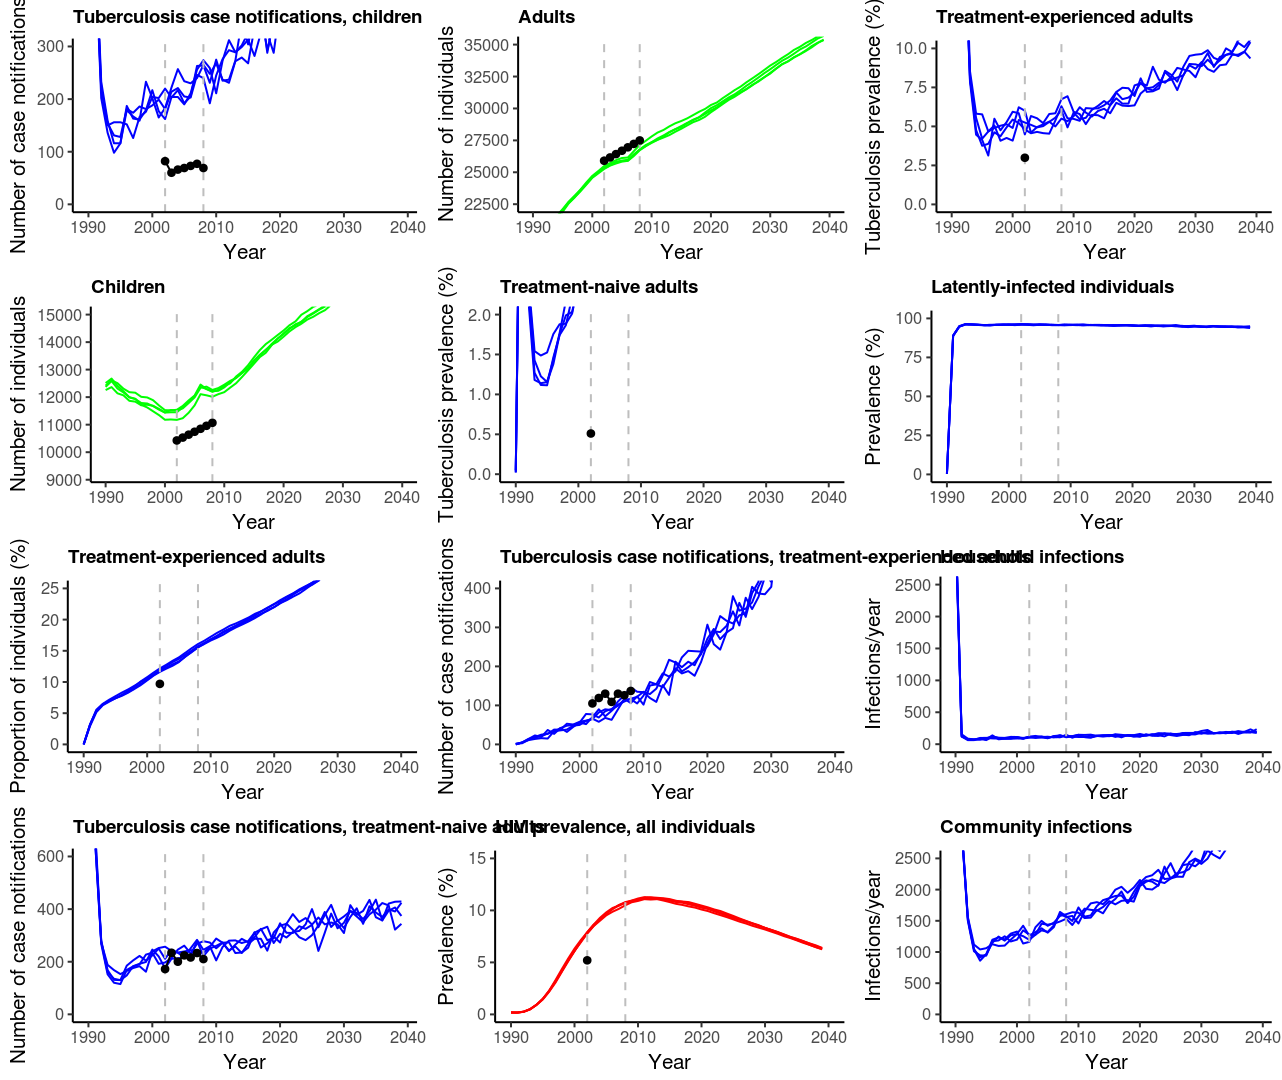 Tuberculosis case notifications, children
Number of case notifications
300
200
100
0
1990 2000 2010 2020 2030 2040
Year
Adults
Number of individuals
35000
32500
30000
27500
25000
22500
1990 2000 2010 2020 2030 2040
Year
Treatment-experienced adults
Tuberculosis prevalence (%)
10.0
7.5
5.0
2.5
0.0
1990 2000 2010 2020 2030 2040
Year
Children
Number of individuals
15000
14000
13000
12000
11000
10000
9000
1990 2000 2010 2020 2030 2040
Year
Treatment-naive adults
Tuberculosis prevalence (%)
2.0
1.5
1.0
0.5
0.0
1990 2000 2010 2020 2030 2040
Year
Latently-infected individuals
Prevalence (%)
100
75
50
25
0
1990 2000 2010 2020 2030 2040
Year
Treatment-experienced adults
Proportion of individuals (%)
25
20
15
10
5
0
1990 2000 2010 2020 2030 2040
Year
Tuberculosis case notifications, treatment-experienced adults
Number of case notifications
400
300
200
100
0
1990 2000 2010 2020 2030 2040
Year
Household infections
Infections/year
2500
2000
1500
1000
500
0
1990 2000 2010 2020 2030 2040
Year
Tuberculosis case notifications, treatment-naive adults
Number of case notifications
600
400
200
0
1990 2000 2010 2020 2030 2040
Year
HIV prevalence, all individuals
Prevalence (%)
15
10
5
0
1990 2000 2010 2020 2030 2040
Year
Community infections
Infections/year
2500
2000
1500
1000
500
0
1990 2000 2010 2020 2030 2040
Year